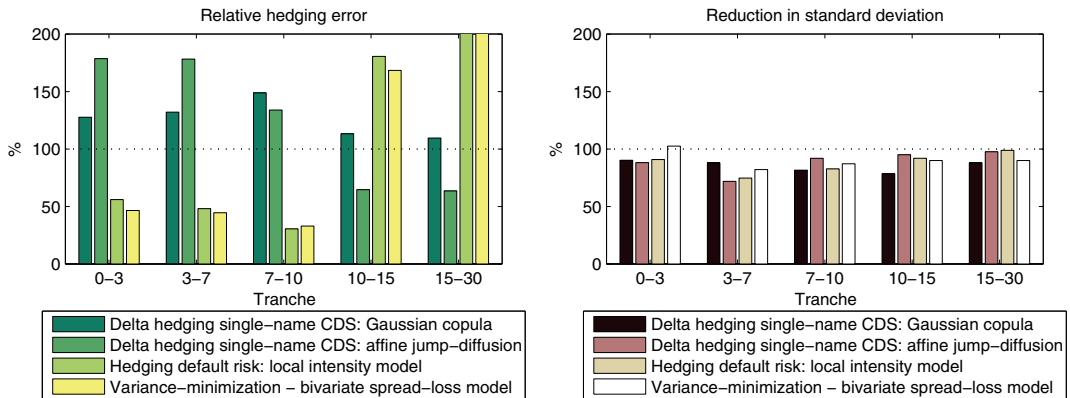 Relative hedging error
200
150
100
50
0
%
0−3
3−7
7−10
10−15
15−30
Tranche
Delta hedging single−name CDS: Gaussian copula
Delta hedging single−name CDS: affine jump−diffusion
Hedging default risk: local intensity model
Variance−minimization − bivariate spread−loss model
Reduction in standard deviation
200
150
100
50
0
%
0−3
3−7
7−10
10−15
15−30
Tranche
Delta hedging single−name CDS: Gaussian copula
Delta hedging single−name CDS: affine jump−diffusion
Hedging default risk: local intensity model
Variance−minimization − bivariate spread−loss model